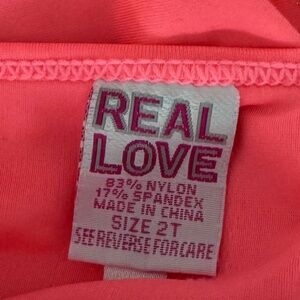 REAL
LOVE
83% NYLON
17% SPANDEX
MADE IN CHINA
SIZE 2T
SEE REVERSE FOR CARE